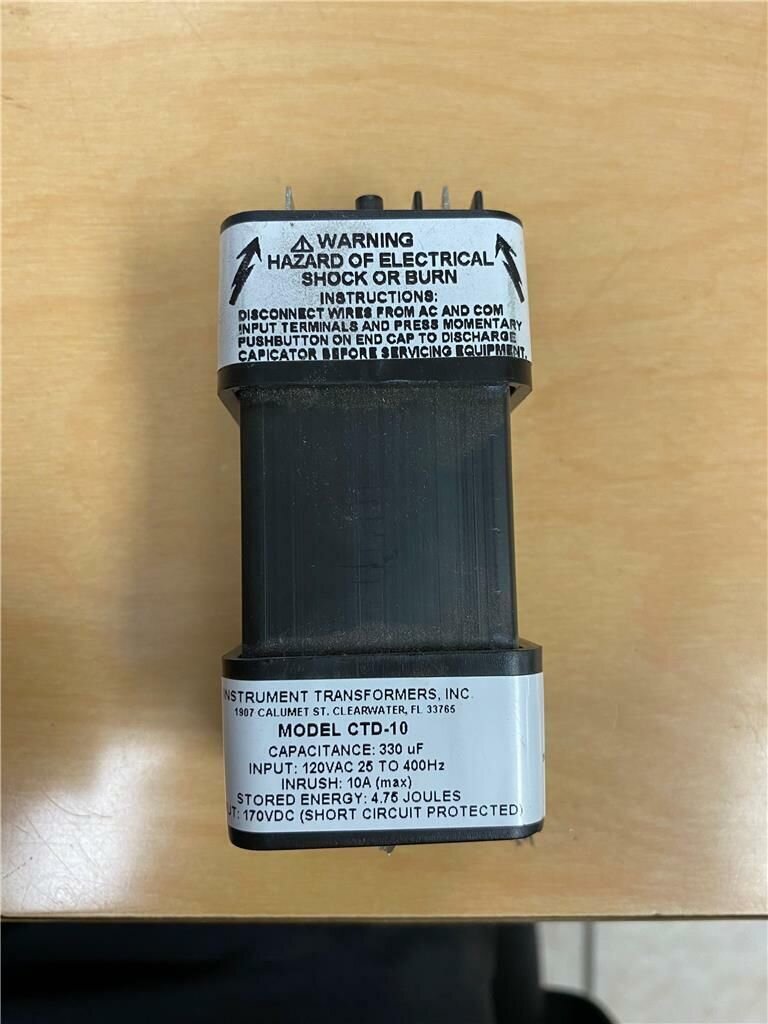 ⚠ WARNING
HAZARD OF ELECTRICAL
SHOCK OR BURN
INSTRUCTIONS:
DISCONNECT WIRES FROM AC AND COM
INPUT TERMINALS AND PRESS MOMENTARY
PUSHBUTTON ON END CAP TO DISCHARGE
CAPICATOR BEFORE SERVICING EQUIPMENT.
INSTRUMENT TRANSFORMERS, INC.
1907 CALUMET ST. CLEARWATER, FL 33765
MODEL CTD-10
CAPACITANCE: 330 uF
INPUT: 120VAC 25 TO 400Hz
INRUSH: 10A (max)
STORED ENERGY: 4.75 JOULES
UT: 170VDC (SHORT CIRCUIT PROTECTED)